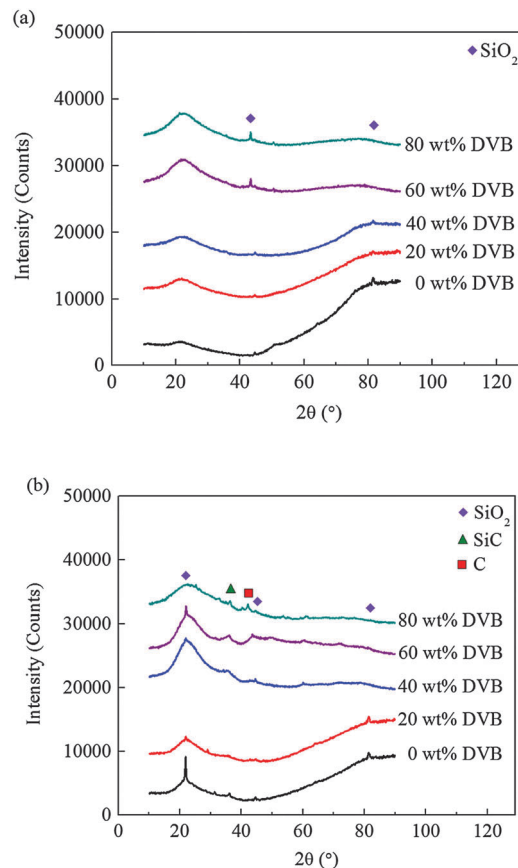 (a)
50000
SiO2
40000
80 wt% DVB
30000
60 wt% DVB
40 wt% DVB
20000
20 wt% DVB
10000
0 wt% DVB
0
0 20 40 60 80 100 120
Intensity (Counts)
2θ (°)
(b)
50000
SiO2
SiC
40000
C
80 wt% DVB
30000
60 wt% DVB
40 wt% DVB
20000
20 wt% DVB
10000
0 wt% DVB
0
0 20 40 60 80 100 120
Intensity (Counts)
2θ (°)